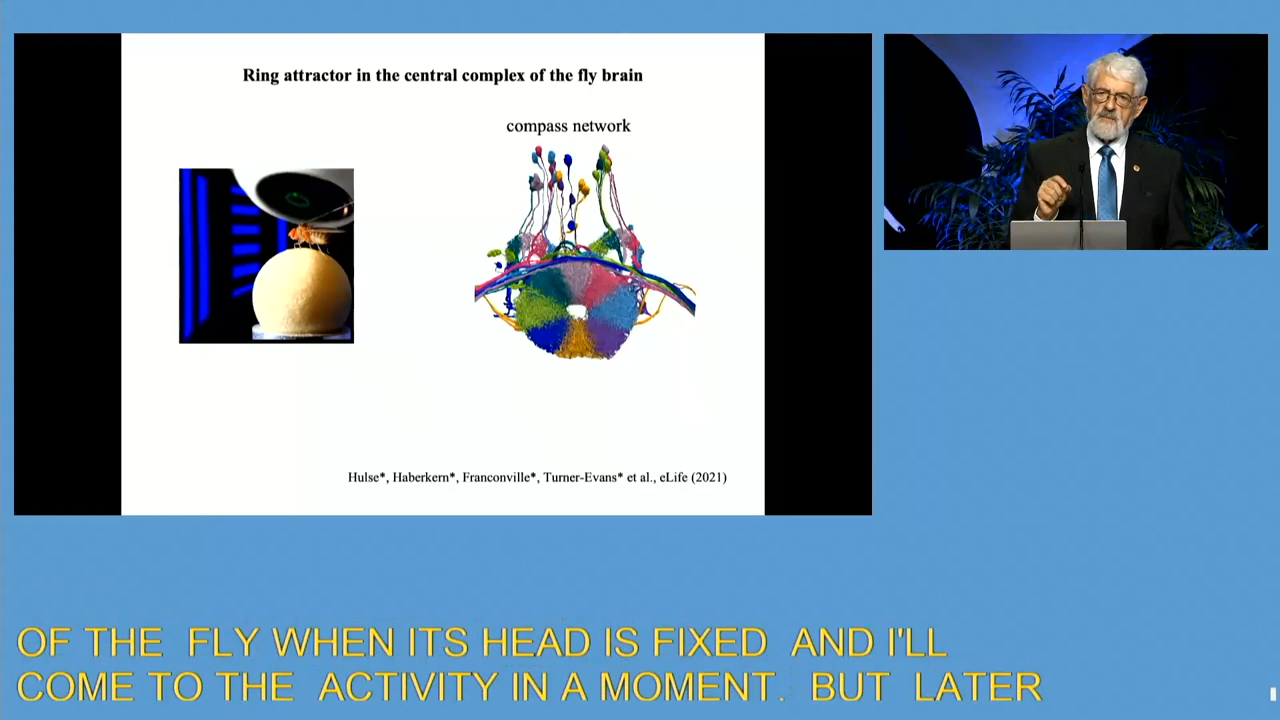 Ring attractor in the central complex of the fly brain
compass network
Hulse*, Haberkern*, Franconville*, Turner-Evans* et al., eLife (2021)
OF THE FLY WHEN ITS HEAD IS FIXED AND I'LL
COME TO THE ACTIVITY IN A MOMENT. BUT LATER